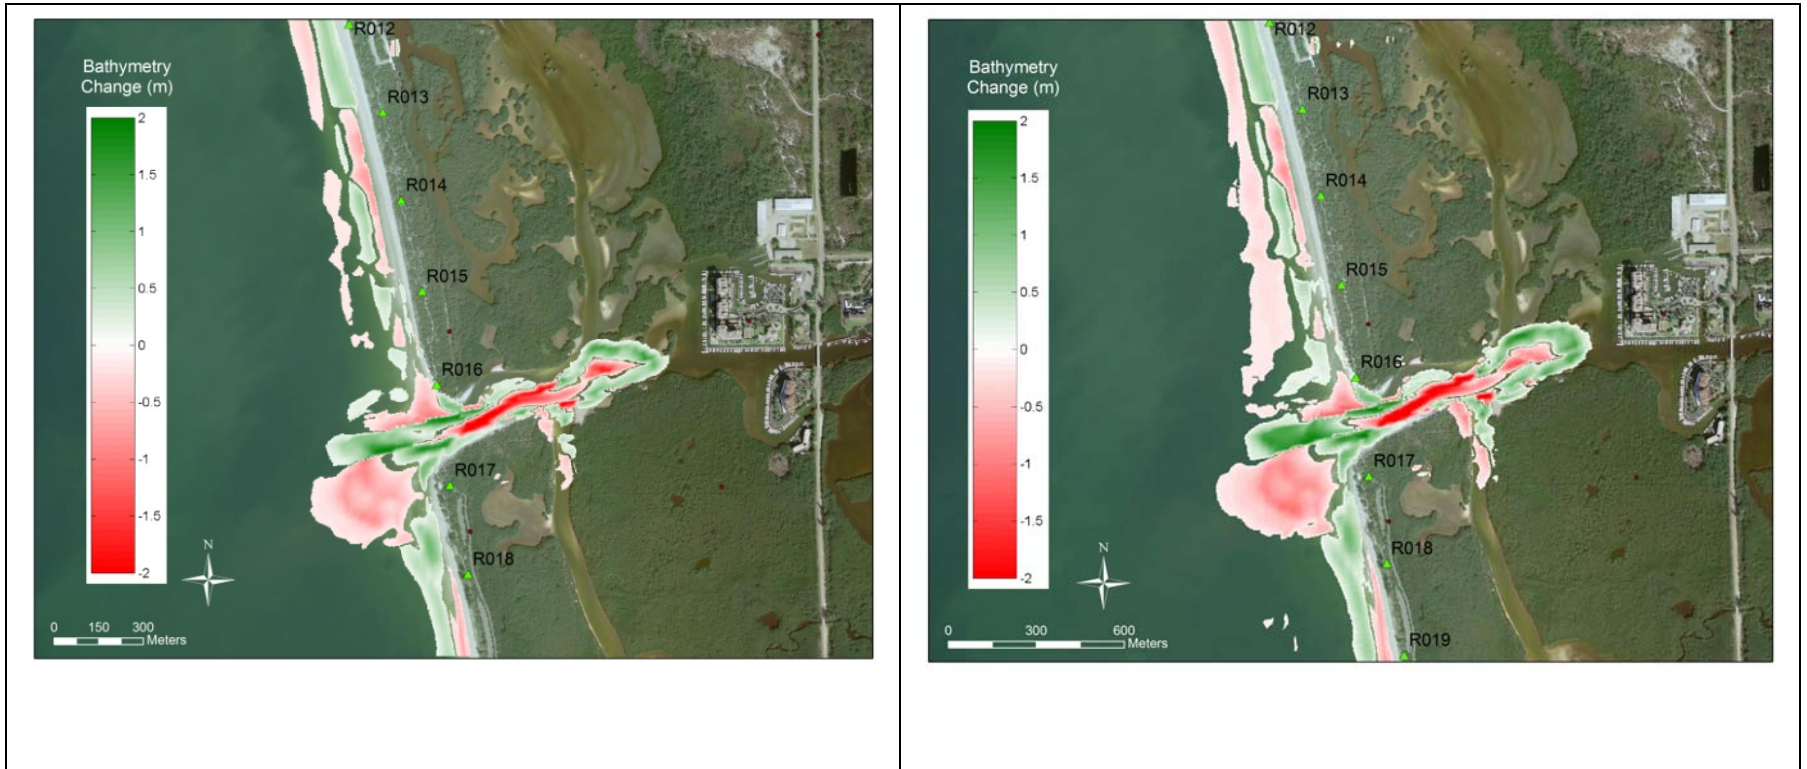 Bathymetry
Change (m)
2
1.5
1
0.5
0
-0.5
-1
-1.5
-2
R012
R013
R014
R015
R016
R017
R018
N
0 150 300
Meters
Bathymetry
Change (m)
2
1.5
1
0.5
0
-0.5
-1
-1.5
-2
R012
R013
R014
R015
R016
R017
R018
R019
N
0 300 600
Meters